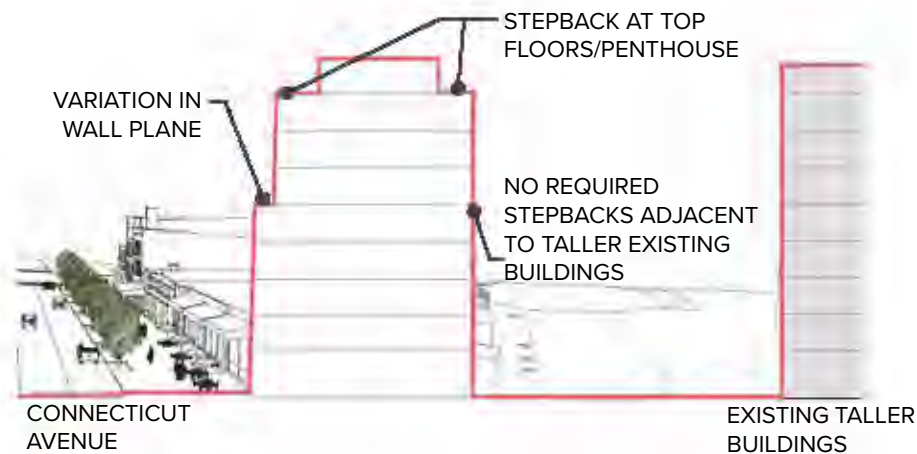 STEPBACK AT TOP
FLOORS/PENTHOUSE
VARIATION IN
WALL PLANE
NO REQUIRED
STEPBACKS ADJACENT
TO TALLER EXISTING
BUILDINGS
CONNECTICUT
AVENUE
EXISTING TALLER
BUILDINGS